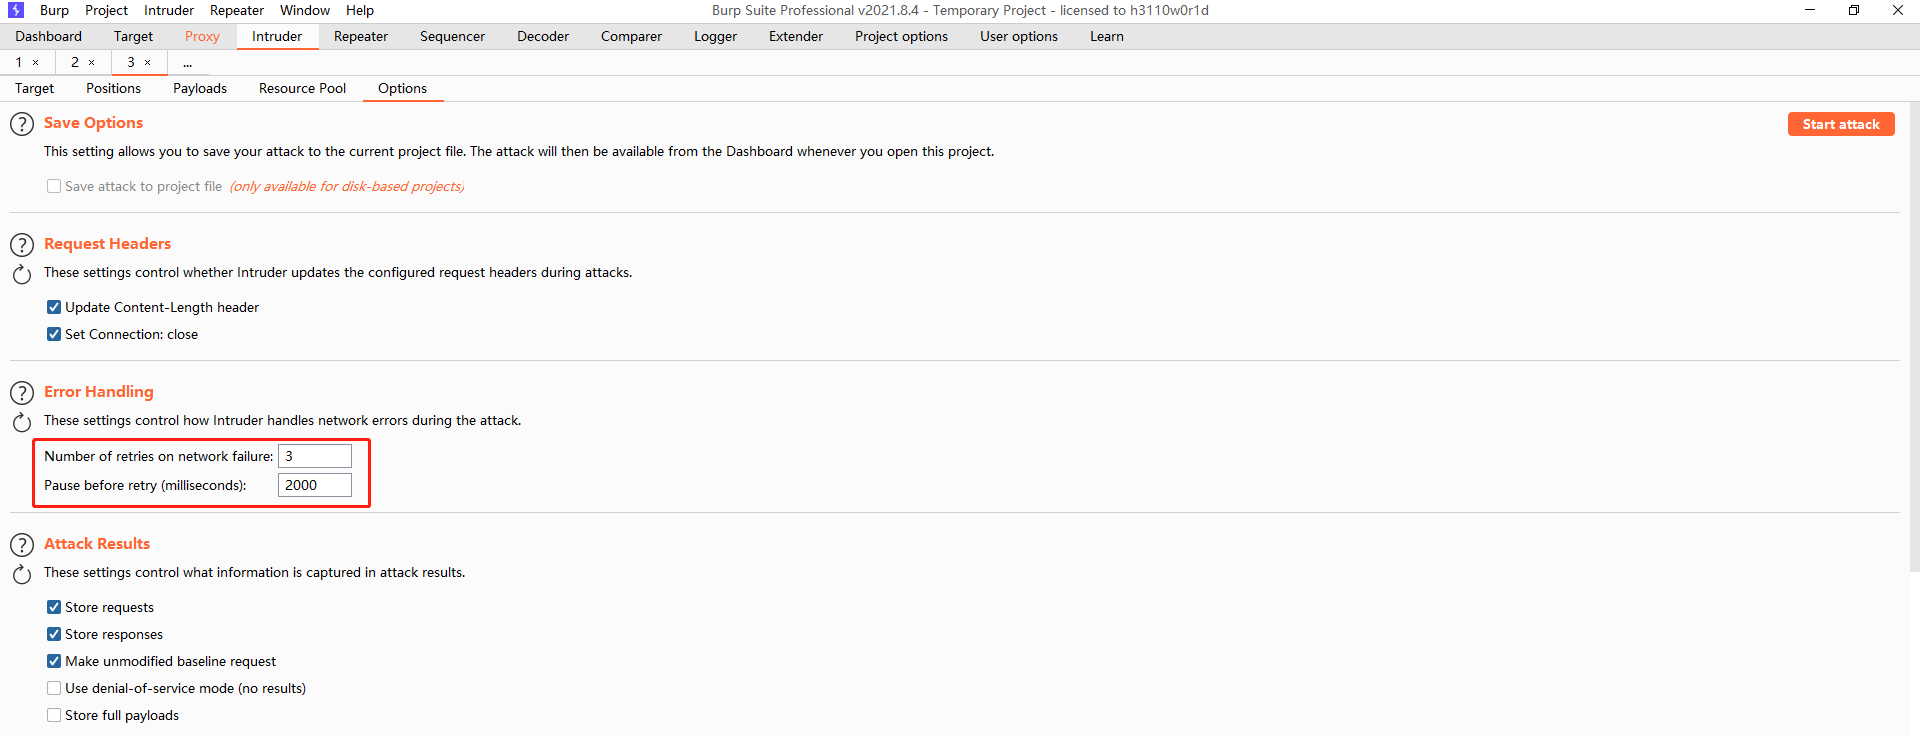 Burp Project Intruder Repeater Window Help Burp Suite Professional v2021.8.4 - Temporary Project - licensed to h3110w0r1d
Dashboard Target Proxy Intruder Repeater Sequencer Decoder Comparer Logger Extender Project options User options Learn
1 × 2 × 3 × ...
Target Positions Payloads Resource Pool Options
Save Options
Start attack
This setting allows you to save your attack to the current project file. The attack will then be available from the Dashboard whenever you open this project.
Save attack to project file (only available for disk-based projects)
Request Headers
These settings control whether Intruder updates the configured request headers during attacks.
Update Content-Length header
Set Connection: close
Error Handling
These settings control how Intruder handles network errors during the attack.
Number of retries on network failure: 3
Pause before retry (milliseconds): 2000
Attack Results
These settings control what information is captured in attack results.
Store requests
Store responses
Make unmodified baseline request
Use denial-of-service mode (no results)
Store full payloads